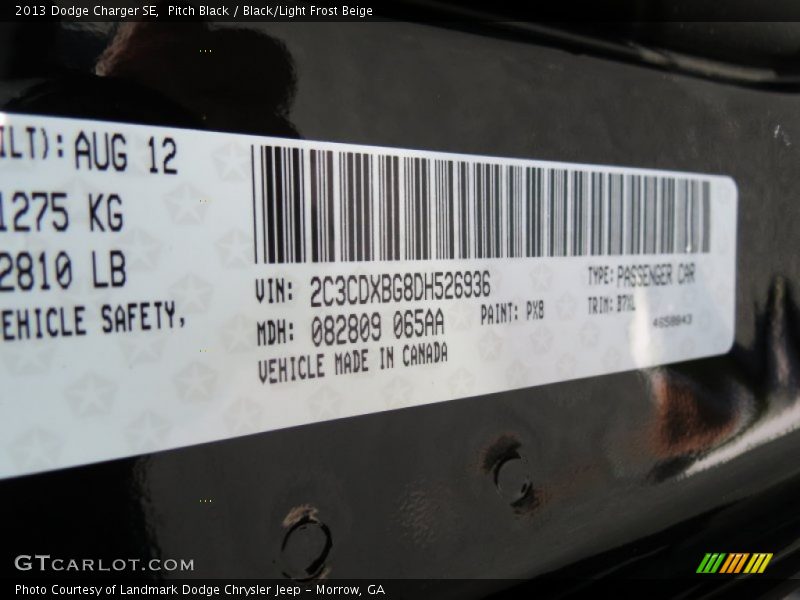 2013 Dodge Charger SE,  Pitch Black / Black/Light Frost Beige
ILT): AUG 12
1275 KG
2810 LB
EHICLE SAFETY,
VIN: 2C3CDXBG8DH526936
TYPE: PASSENGER CAR
MDH: 082809 065AA
PAINT: PX8
TRIM: B7XL
4658843
VEHICLE MADE IN CANADA
GTCARLOT.COM
Photo Courtesy of Landmark Dodge Chrysler Jeep – Morrow, GA